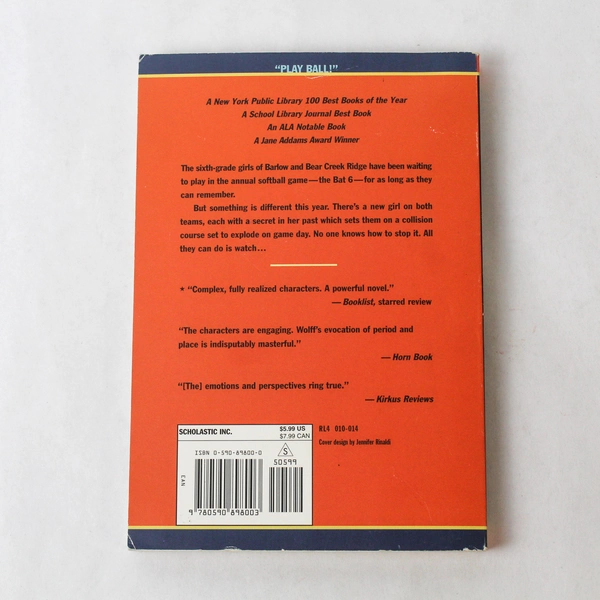 "PLAY BALL!"
A New York Public Library 100 Best Books of the Year
A School Library Journal Best Book
An ALA Notable Book
A Jane Addams Award Winner
The sixth-grade girls of Barlow and Bear Creek Ridge have been waiting
to play in the annual softball game—the Bat 6—for as long as they
can remember.
But something is different this year. There's a new girl on both
teams, each with a secret in her past which sets them on a collision
course set to explode on game day. No one knows how to stop it. All
they can do is watch...
★ "Complex, fully realized characters. A powerful novel."
—Booklist, starred review
"The characters are engaging. Wolff's evocation of period and
place is indisputably masterful."
—Horn Book
"[The] emotions and perspectives ring true."
—Kirkus Reviews
SCHOLASTIC INC.
$5.99 US
$7.99 CAN
RL4 010-014
Cover design by Jennifer Rinaldi
ISBN 0-590-89800-0
S
50599
CAN
9 780590 898003